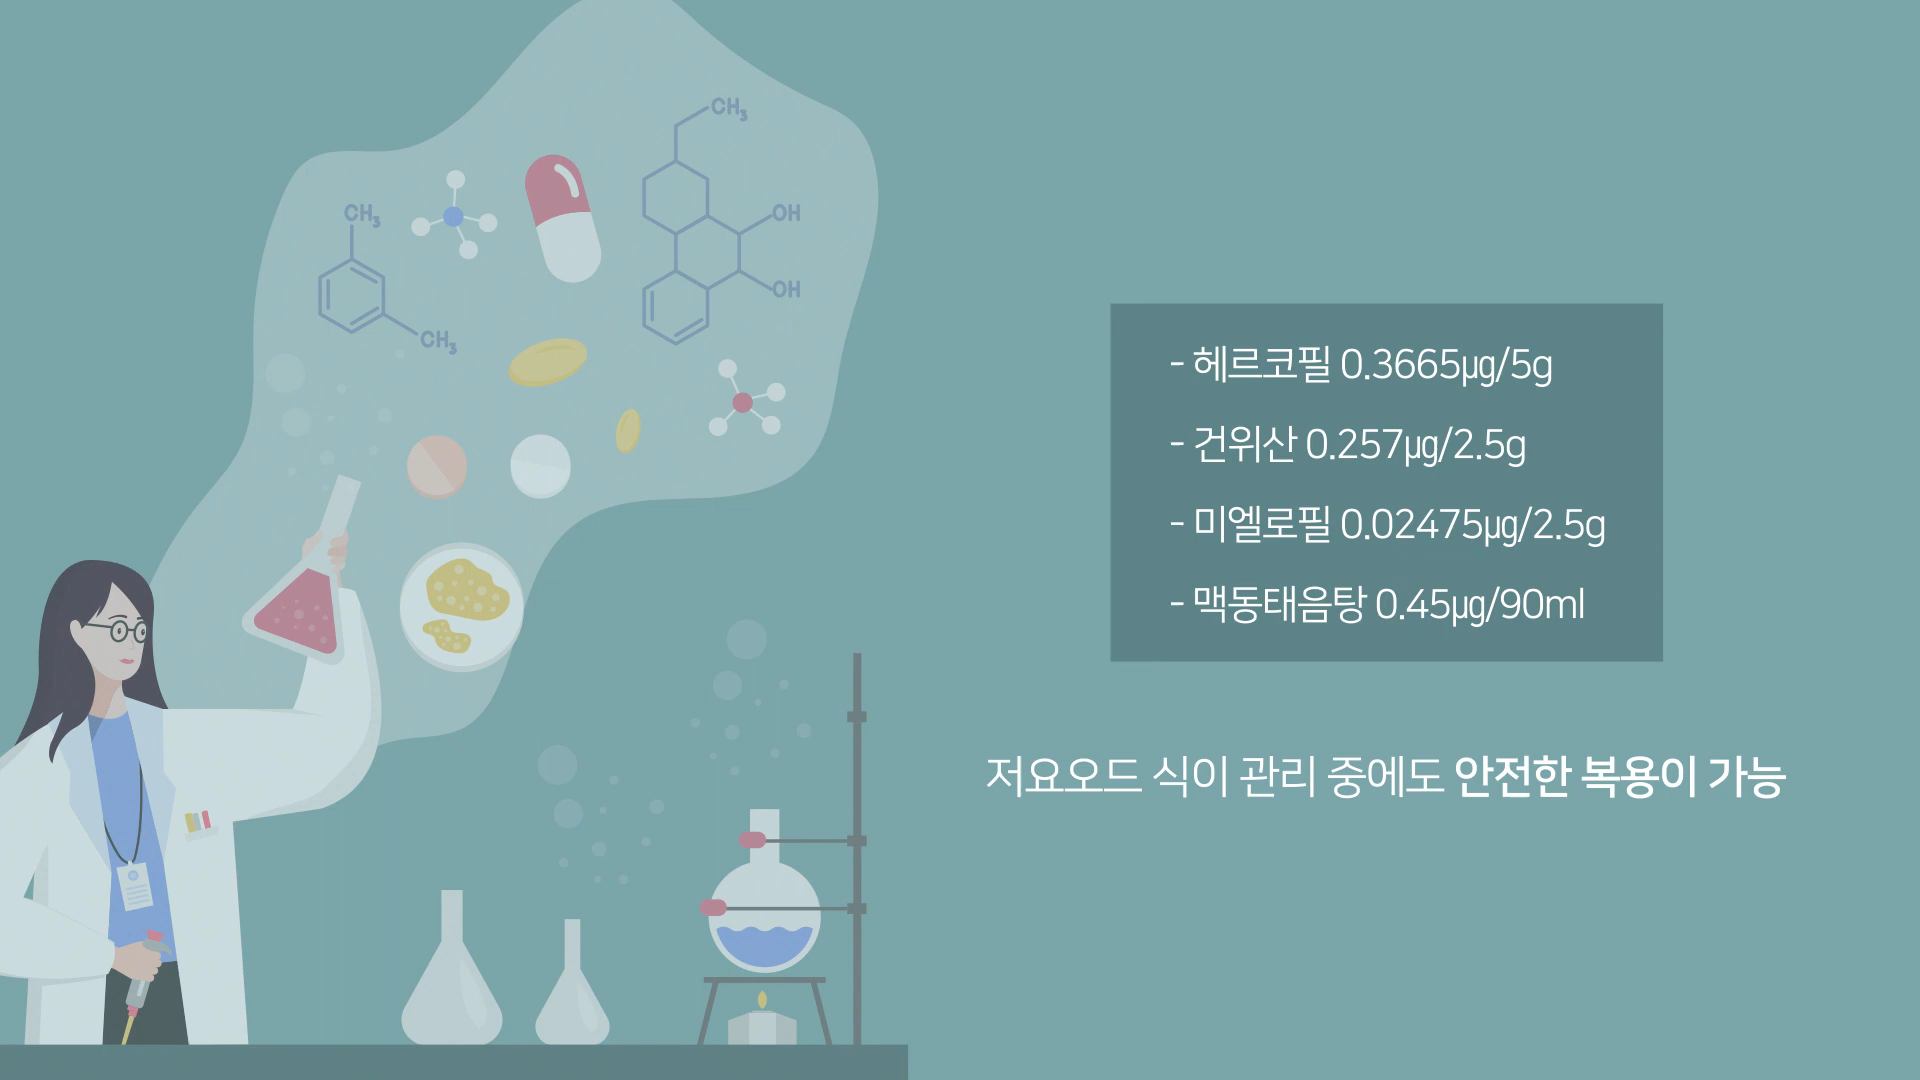 CH3
CH3
CH3
OH
OH
- 헤르코필 0.3665µg/5g
- 건위산 0.257µg/2.5g
- 미엘로필 0.02475µg/2.5g
- 맥동태음탕 0.45µg/90ml
저요오드 식이 관리 중에도 안전한 복용이 가능